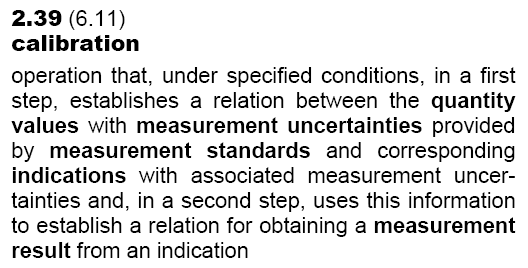 2.39 (6.11)
calibration
operation that, under specified conditions, in a first
step, establishes a relation between the quantity
values with measurement uncertainties provided
by measurement standards and corresponding
indications with associated measurement uncer-
tainties and, in a second step, uses this information
to establish a relation for obtaining a measurement
result from an indication